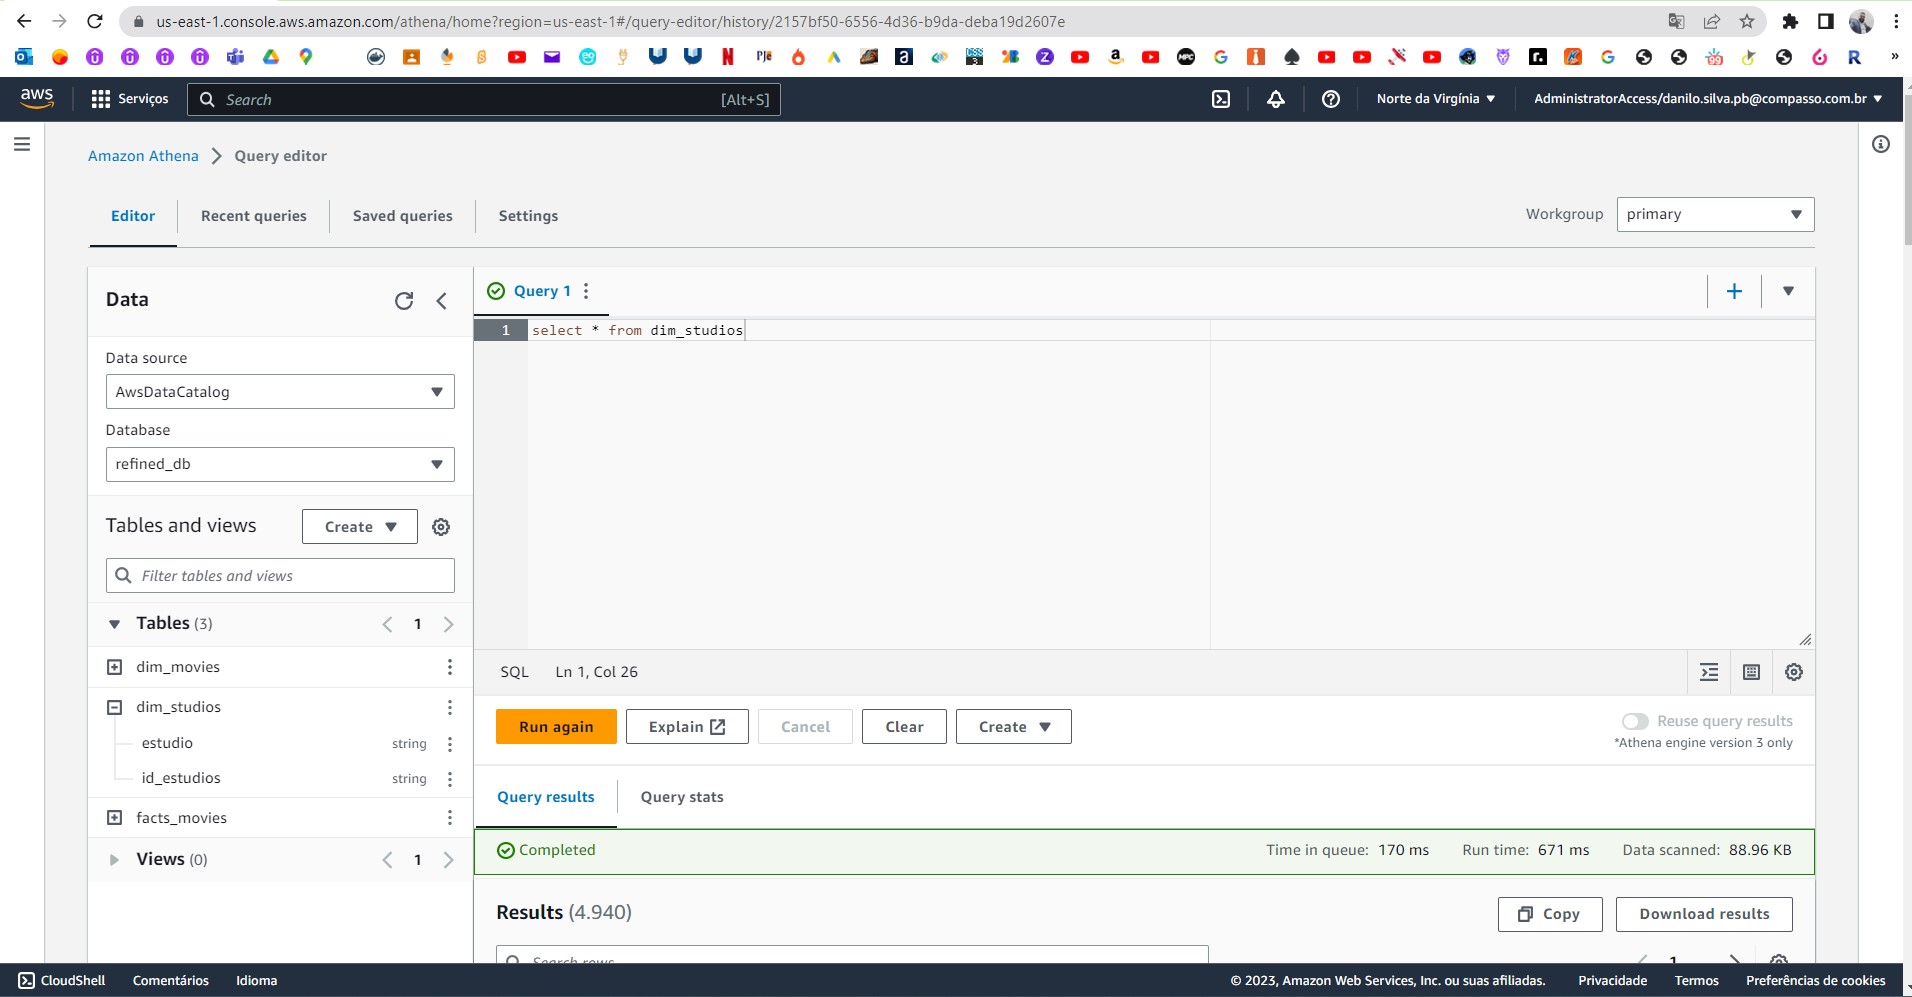 us-east-1.console.aws.amazon.com/athena/home?region=us-east-1#/query-editor/history/2157bf50-6556-4d36-b9da-deba19d2607e
aws
Serviços
Search
[Alt+S]
Norte da Virgínia
AdministratorAccess/danilo.silva.pb@compasso.com.br
Amazon Athena
Query editor
Editor
Recent queries
Saved queries
Settings
Workgroup
primary
Data
Data source
AwsDataCatalog
Database
refined_db
Tables and views
Create
Filter tables and views
Tables (3)
1
dim_movies
dim_studios
estudio string
id_estudios string
facts_movies
Views (0)
1
Query 1
1 select * from dim_studios
SQL Ln 1, Col 26
Run again
Explain
Cancel
Clear
Create
Reuse query results
*Athena engine version 3 only
Query results
Query stats
Completed
Time in queue: 170 ms Run time: 671 ms Data scanned: 88.96 KB
Results (4.940)
Copy
Download results
Search rows
1
CloudShell
Comentários
Idioma
© 2023, Amazon Web Services, Inc. ou suas afiliadas.
Privacidade
Termos
Preferências de cookies